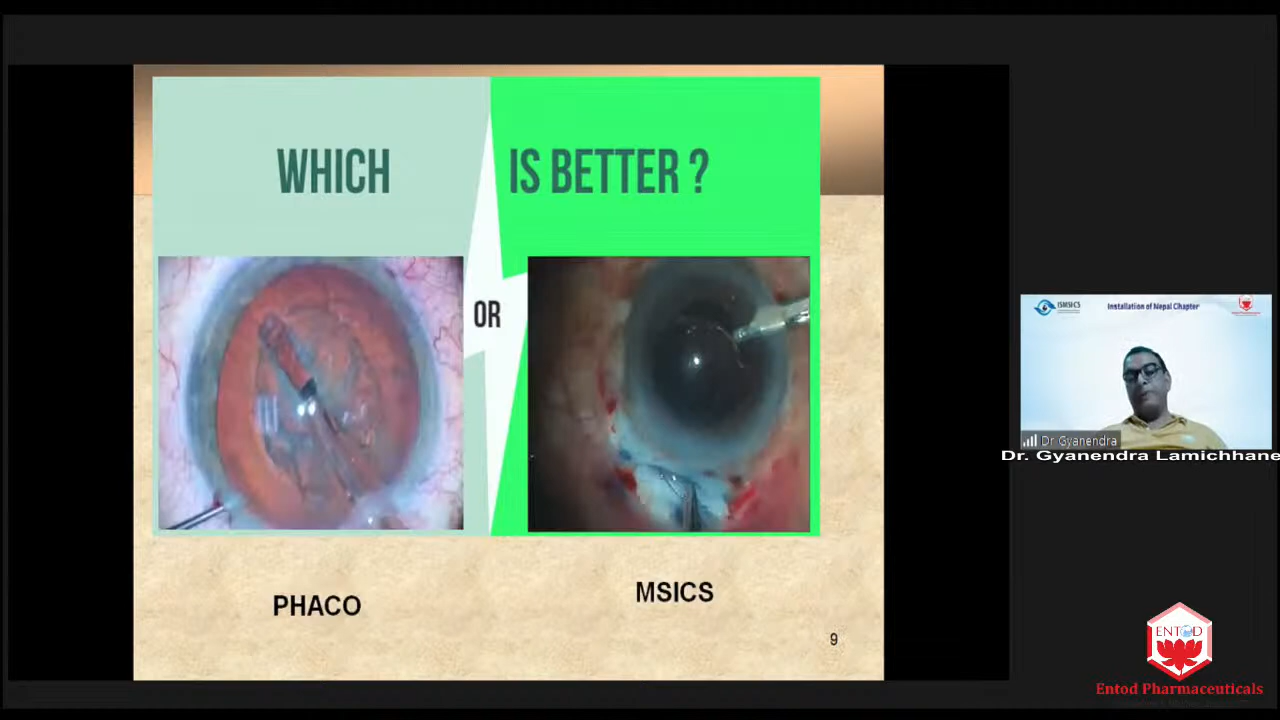 WHICH IS BETTER ?
OR
PHACO
MSICS
9
ISMSICS
Installation of Nepal Chapter
Dr Gyanendra
Dr. Gyanendra Lamichhane
ENTOD
Entod Pharmaceuticals